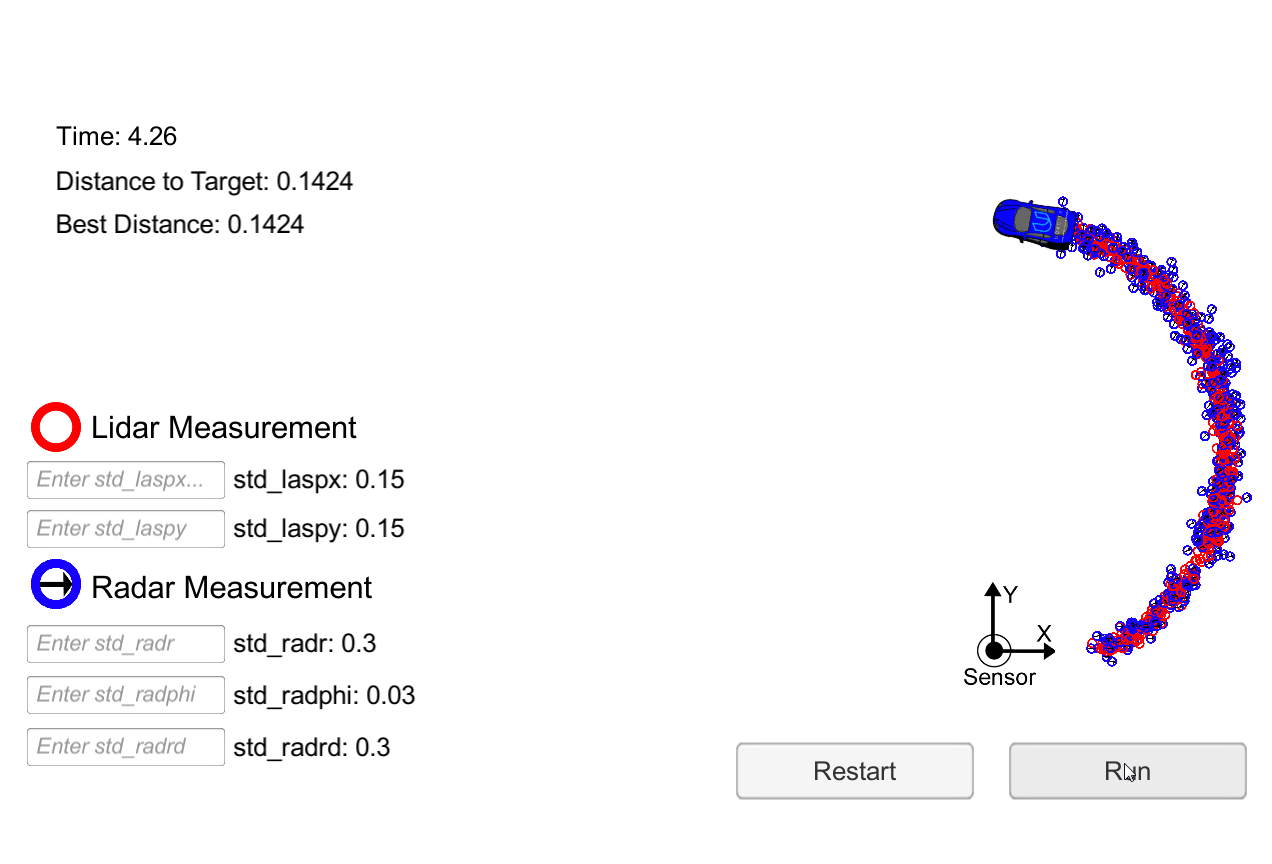 Time: 4.26
Distance to Target: 0.1424
Best Distance: 0.1424
Lidar Measurement
Enter std_laspx... std_laspx: 0.15
Enter std_laspy std_laspy: 0.15
Radar Measurement
Enter std_radr std_radr: 0.3
Enter std_radphi std_radphi: 0.03
Enter std_radrd std_radrd: 0.3
Y
X
Sensor
Restart
Run